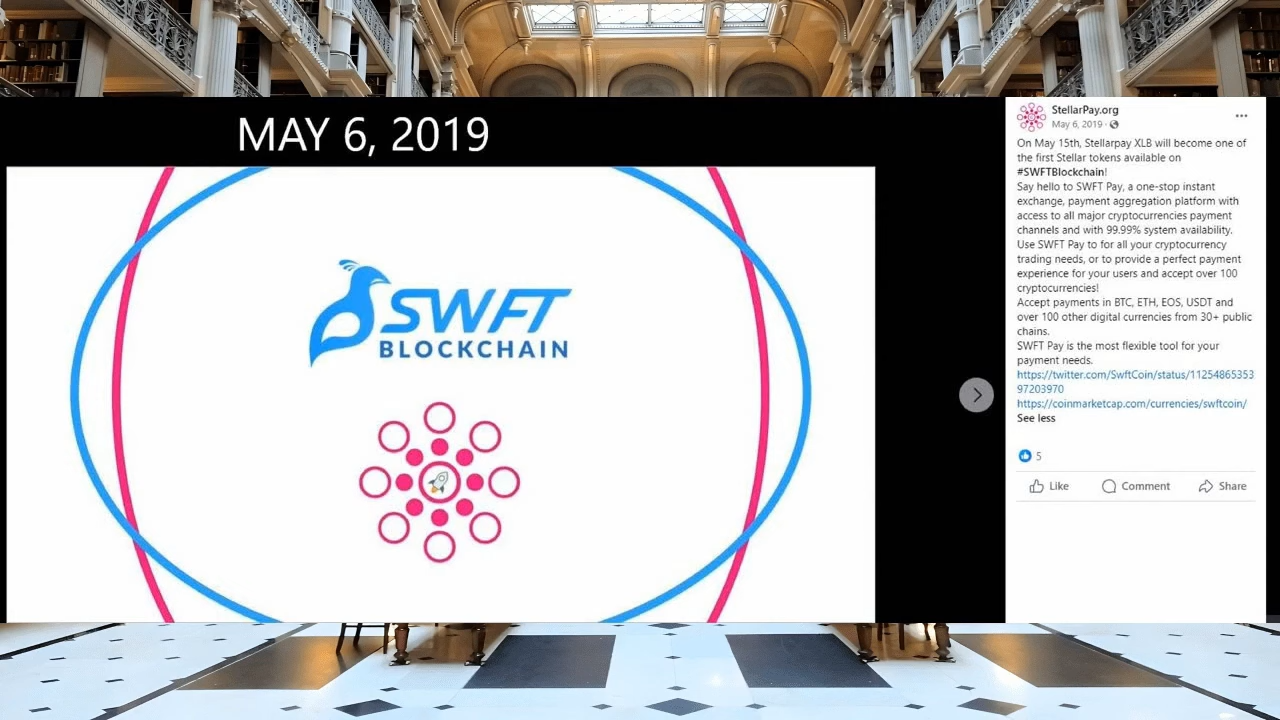 MAY 6, 2019
SWFT
BLOCKCHAIN
StellarPay.org
May 6, 2019 ·
On May 15th, Stellarpay XLB will become one of
the first Stellar tokens available on
#SWFTBlockchain!
Say hello to SWFT Pay, a one-stop instant
exchange, payment aggregation platform with
access to all major cryptocurrencies payment
channels and with 99.99% system availability.
Use SWFT Pay to for all your cryptocurrency
trading needs, or to provide a perfect payment
experience for your users and accept over 100
cryptocurrencies!
Accept payments in BTC, ETH, EOS, USDT and
over 100 other digital currencies from 30+ public
chains.
SWFT Pay is the most flexible tool for your
payment needs.
https://twitter.com/SwftCoin/status/11254865353
97203970
https://coinmarketcap.com/currencies/swftcoin/
See less
5
Like Comment Share